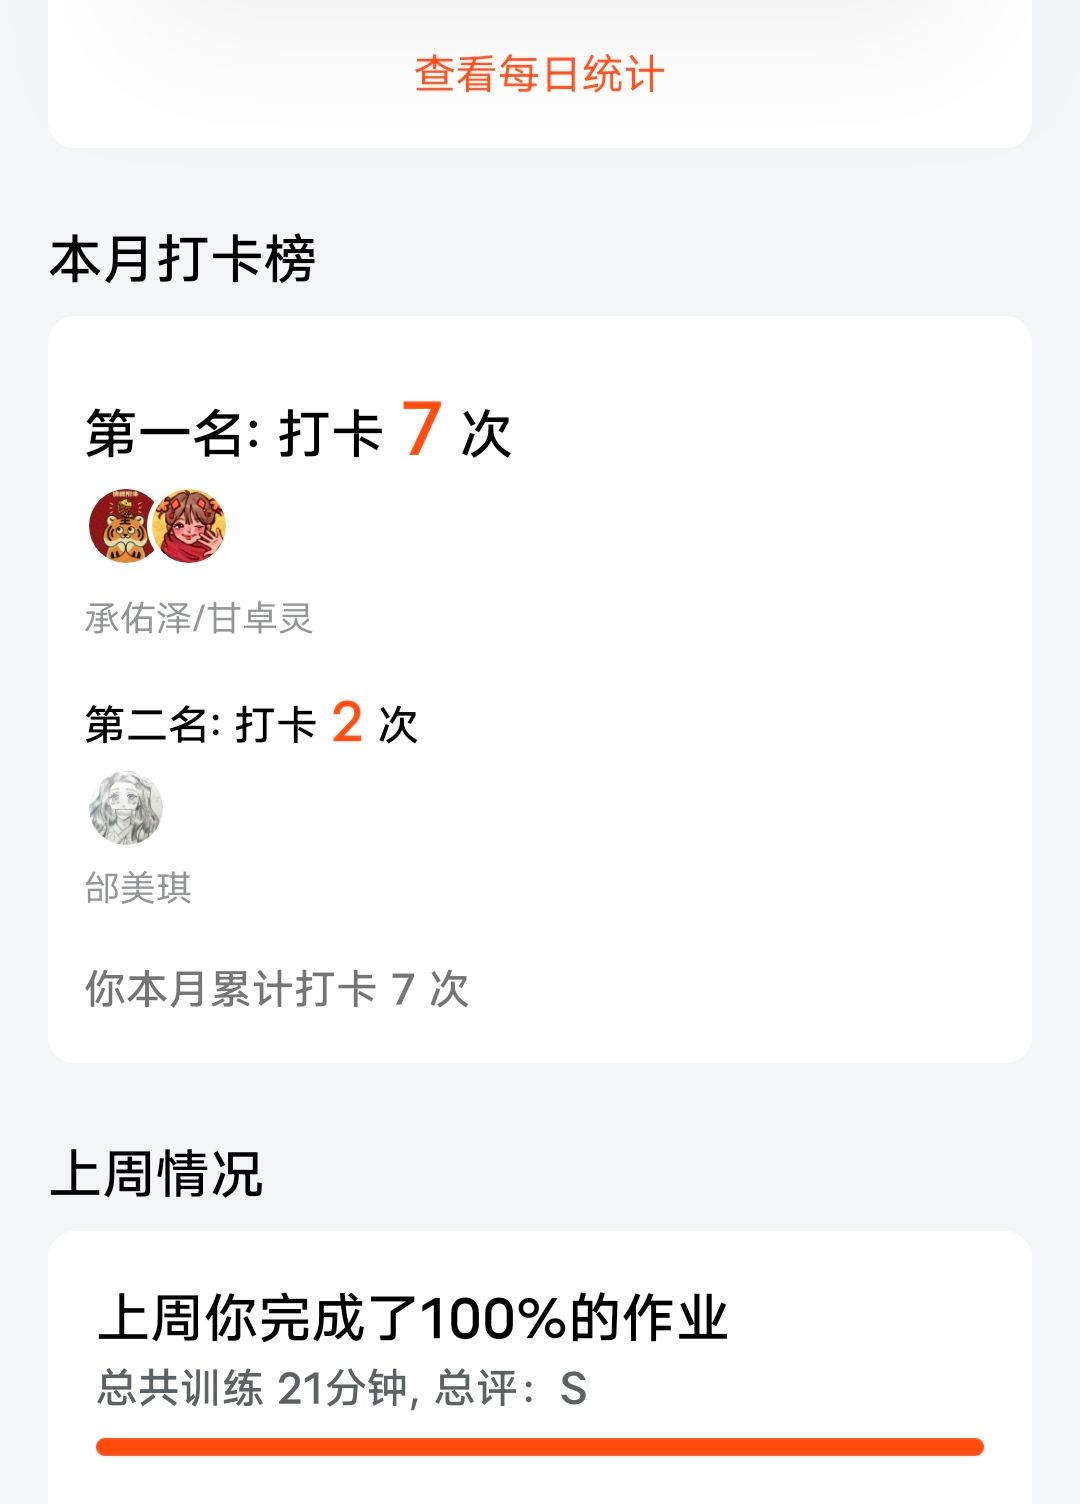 查看每日统计
本月打卡榜
第一名: 打卡 7 次
承佑泽/甘卓灵
第二名: 打卡 2 次
邰美琪
你本月累计打卡 7 次
上周情况
上周你完成了100%的作业
总共训练 21分钟, 总评：S